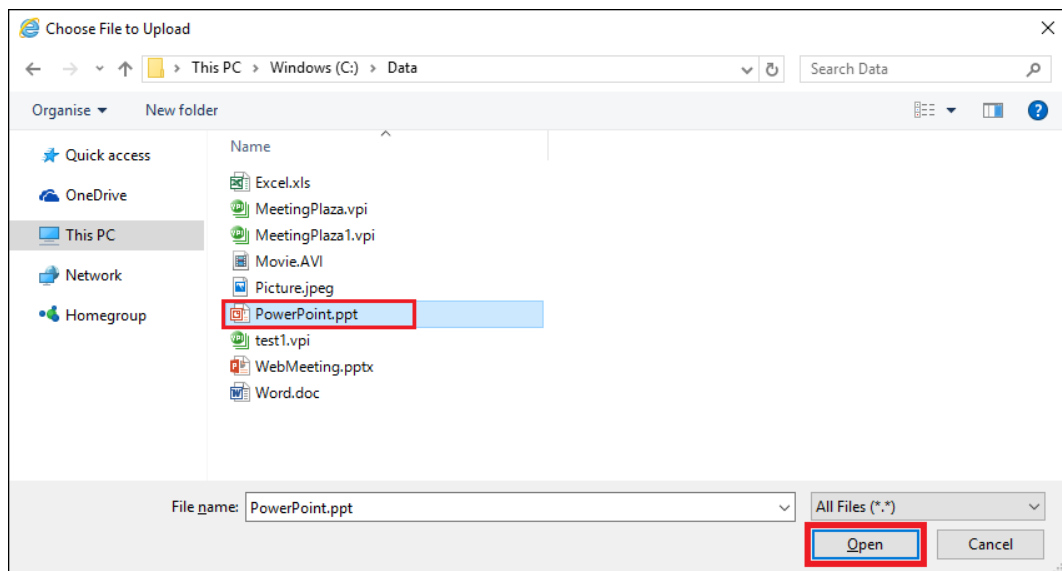 Choose File to Upload
This PC > Windows (C:) > Data
Search Data
Organise
New folder
Quick access
OneDrive
This PC
Network
Homegroup
Name
Excel.xls
MeetingPlaza.vpi
MeetingPlaza1.vpi
Movie.AVI
Picture.jpeg
PowerPoint.ppt
test1.vpi
WebMeeting.pptx
Word.doc
File name: PowerPoint.ppt
All Files (*.*)
Open
Cancel